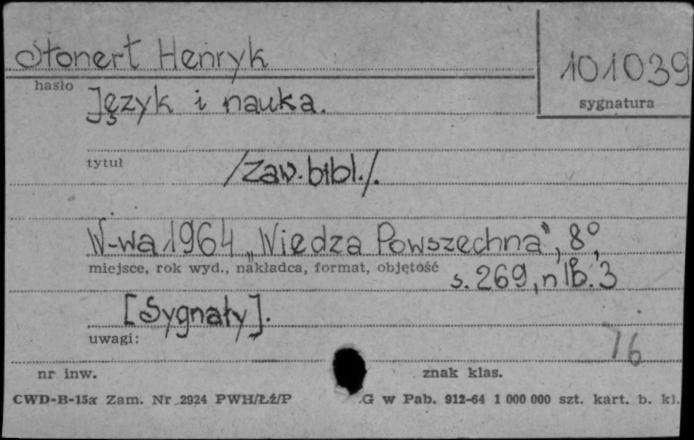 Stonert Henryk
101039
hasło
sygnatura
Język i nauka.
tytuł
/Zaw. bibl./.
W-wa 1964 „Wiedza Powszechna", 8°,
miejsce, rok wyd., nakładca, format, objętość
s. 269, nlb. 3
[Sygnały].
uwagi:
76
nr inw.
znak klas.
CWD-B-15a Zam. Nr 2924 PWH/Łź/P
G w Pab. 912-64 1 000 000 szt. kart. b. kl.